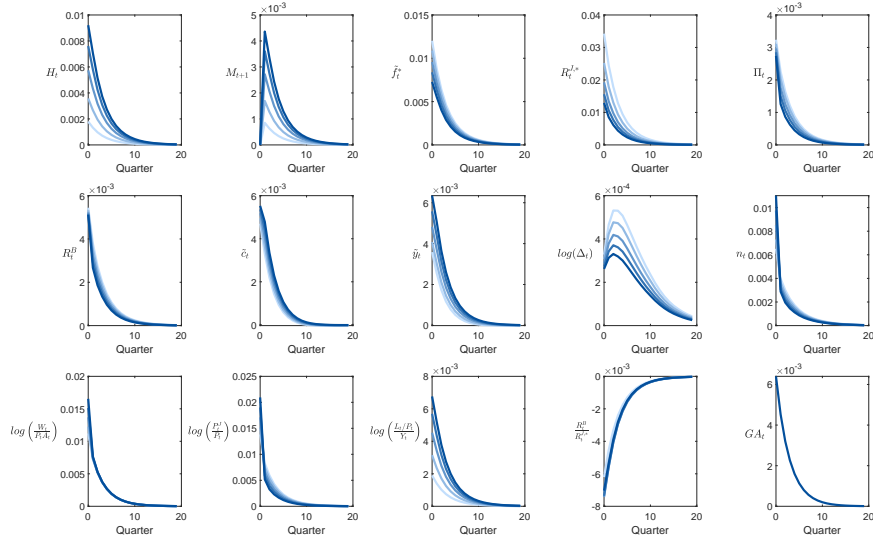 H_t
0.01
0.008
0.006
0.004
0.002
0
0 10 20
Quarter
×10^-3
M_{t+1}
5
4
3
2
1
0
0 10 20
Quarter
f̃_t^*
0.015
0.01
0.005
0
0 10 20
Quarter
R_t^{J,*}
0.04
0.03
0.02
0.01
0
0 10 20
Quarter
×10^-3
Π_t
4
3
2
1
0
0 10 20
Quarter
×10^-3
R_t^B
6
4
2
0
0 10 20
Quarter
×10^-3
c̃_t
6
4
2
0
0 10 20
Quarter
×10^-3
ỹ_t
6
4
2
0
0 10 20
Quarter
×10^-4
log(Δ_t)
6
4
2
0
0 10 20
Quarter
n_t
0.01
0.008
0.006
0.004
0.002
0
0 10 20
Quarter
log(W_t/P_tA_t)
0.02
0.015
0.01
0.005
0
0 10 20
Quarter
log(P_t^J/P_t)
0.025
0.02
0.015
0.01
0.005
0
0 10 20
Quarter
×10^-3
log(L_t/P_t/Y_t)
8
6
4
2
0
0 10 20
Quarter
×10^-3
R_t^B/R_t^{J,*}
-0
-2
-4
-6
-8
0 10 20
Quarter
×10^-3
GA_t
6
4
2
0
0 10 20
Quarter